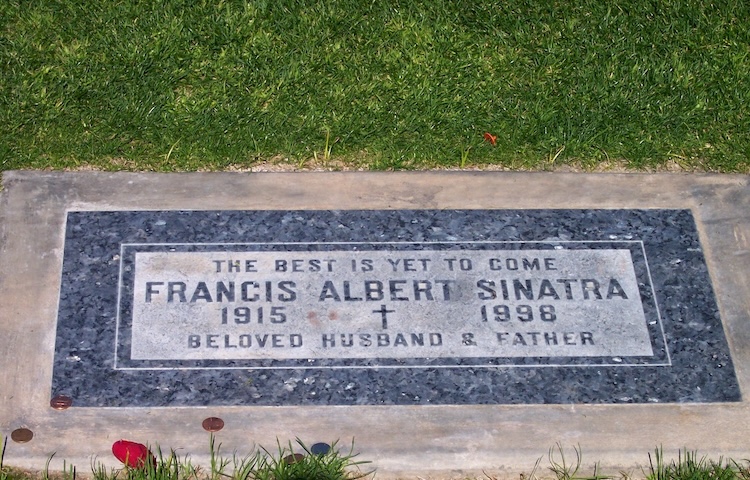 THE BEST IS YET TO COME
FRANCIS ALBERT SINATRA
1915 † 1998
BELOVED HUSBAND & FATHER